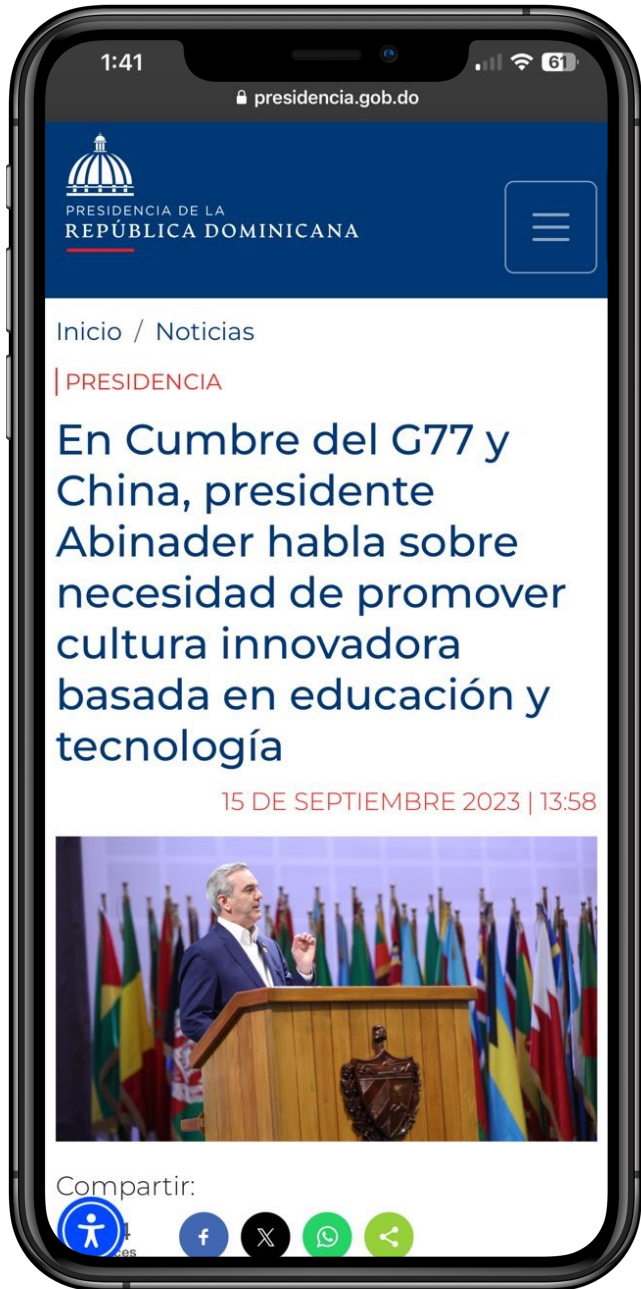 1:41
61
presidencia.gob.do
PRESIDENCIA DE LA
REPÚBLICA DOMINICANA
Inicio / Noticias
PRESIDENCIA
En Cumbre del G77 y
China, presidente
Abinader habla sobre
necesidad de promover
cultura innovadora
basada en educación y
tecnología
15 DE SEPTIEMBRE 2023 | 13:58
Compartir: